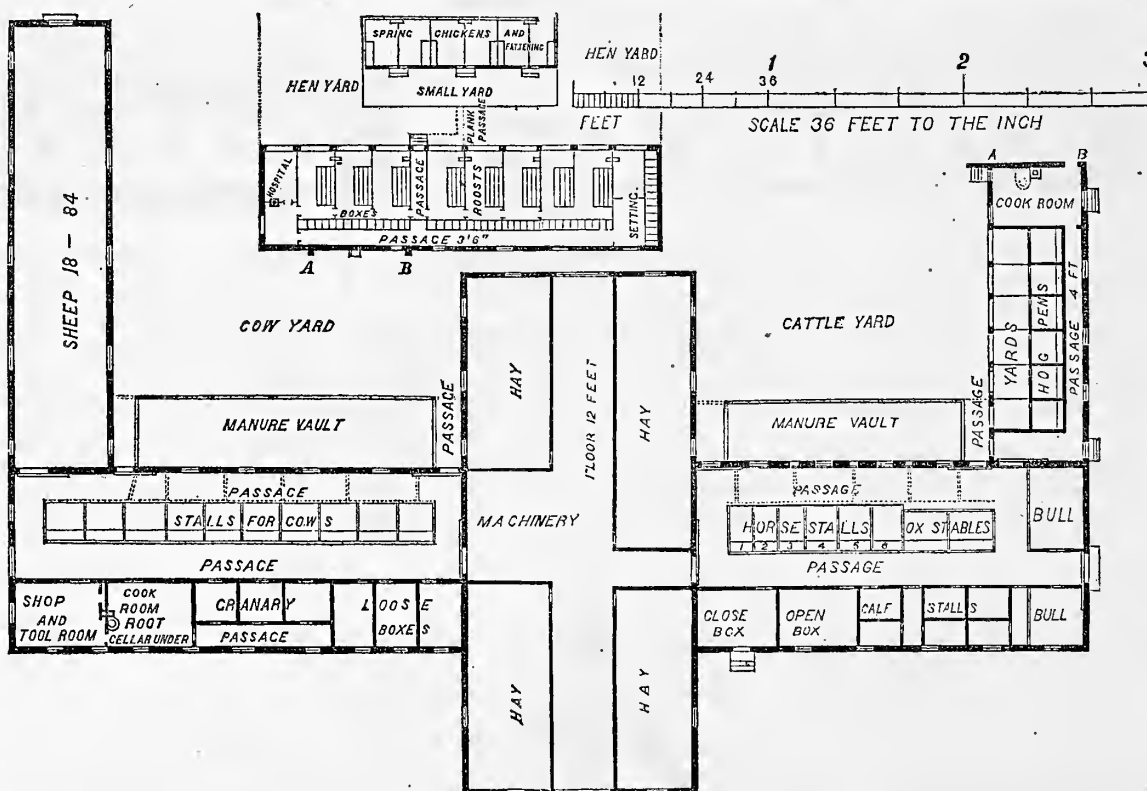 SPRING CHICKENS AND FATTENING
HEN YARD
HEN YARD
SMALL YARD
PLANK PASSAGE
12 24 36 1 2 3
FEET
SCALE 36 FEET TO THE INCH
HOSPITAL
BOXES
PASSAGE
ROOSTS
SETTING.
PASSAGE 3'6"
A B
A B
COOK ROOM
SHEEP 18 — 84
COW YARD
CATTLE YARD
YARDS
HOG PENS
PASSAGE 4 FT
HAY
FLOOR 12 FEET
HAY
PASSAGE
PASSAGE
MANURE VAULT
MANURE VAULT
PASSAGE
STALLS FOR COWS
PASSAGE
MACHINERY
PASSAGE
HORSE STALLS
1 2 3 4 5 6
OX STABLES
PASSAGE
BULL
SHOP
AND
TOOL ROOM
COOK
ROOM
ROOT
CELLAR UNDER
GRANARY
PASSAGE
LOOSE
BOXES
HAY
HAY
CLOSE
BOX
OPEN
BOX
CALF STALLS
BULL